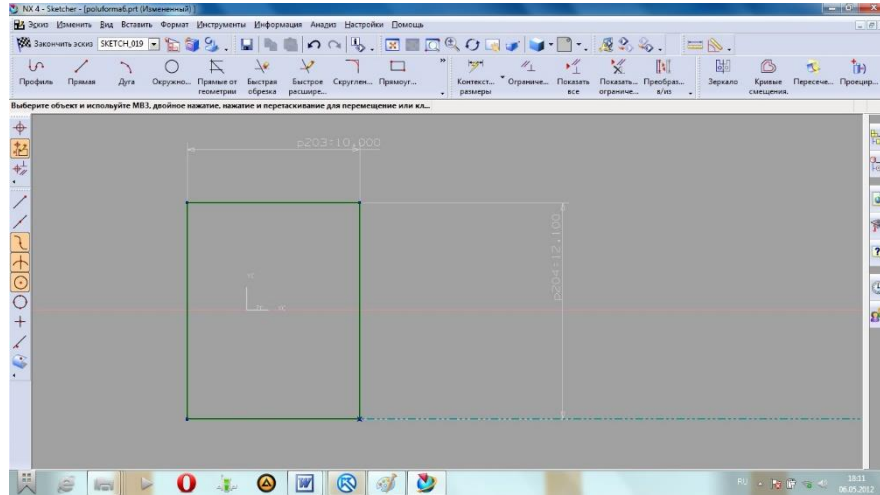 NX 4 - Sketcher - [poluforma6.prt (Измененный)]
Эскиз Изменить Вид Вставить Формат Инструменты Информация Анализ Настройки Помощь
Закончить эскиз SKETCH_019
Профиль Прямая Дуга Окружно... Прямые от геометрии Быстрая обрезка Быстрое расшире... Скруглен... Прямоуг... Контекст... размеры Ограниче... Показать все Показать... ограниче... Преобраз... в/из Зеркало Кривые смещения. Пересече... Проецир...
Выберите объект и используйте MB3, двойное нажатие, нажатие и перетаскивание для перемещение или кл...
p203=10,000
p204=12,100
RU
18:11
06.05.2012